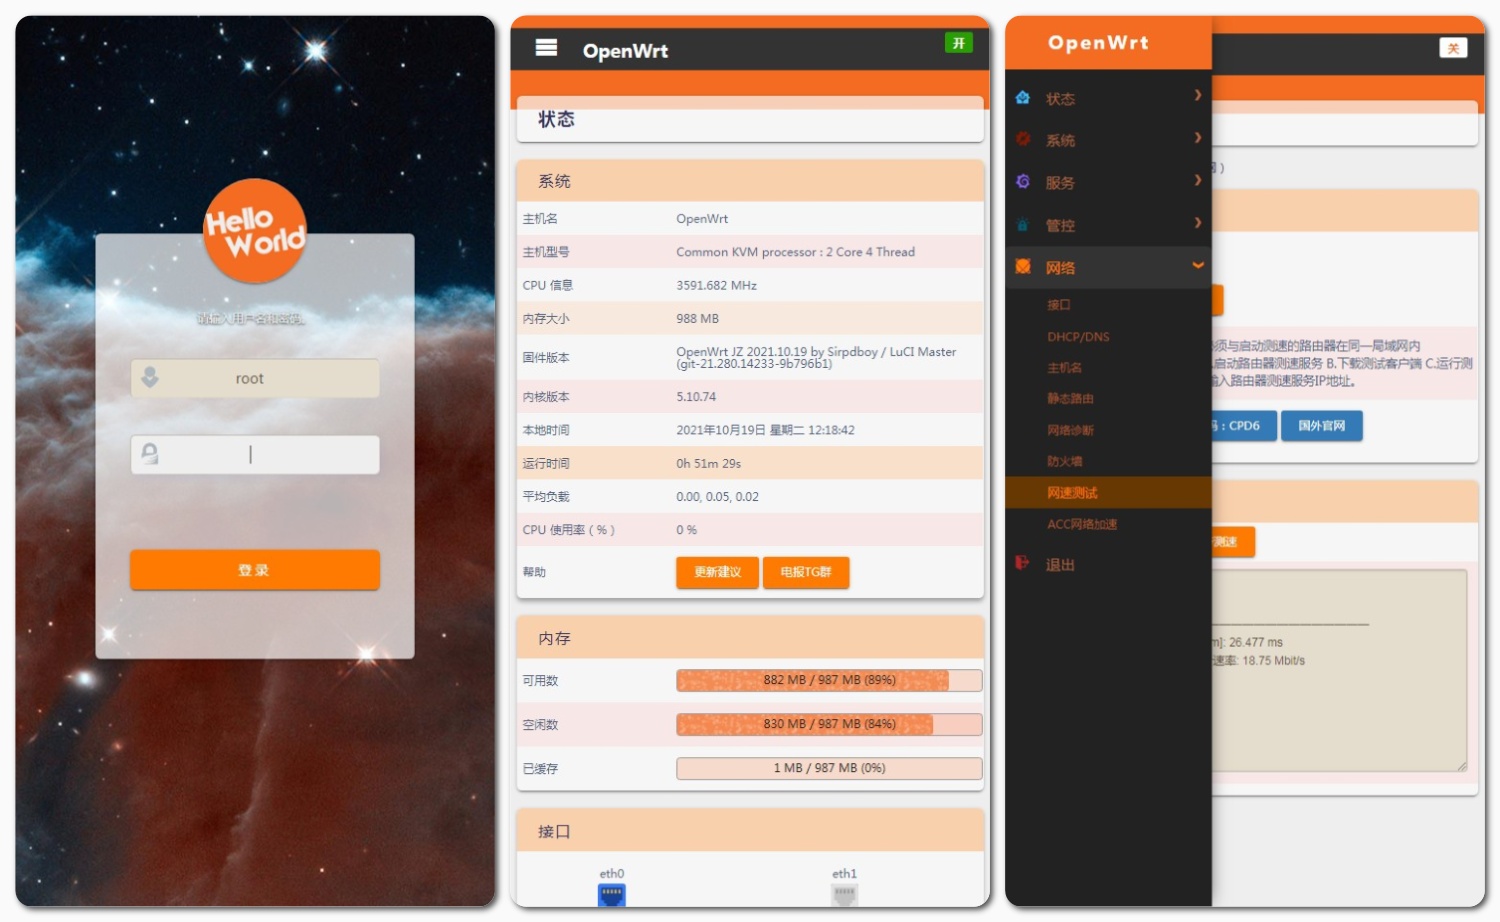 Hello
World
请输入用户名和密码。
root
登录
OpenWrt
开
状态
系统
主机名 OpenWrt
主机型号 Common KVM processor : 2 Core 4 Thread
CPU 信息 3591.682 MHz
内存大小 988 MB
固件版本 OpenWrt JZ 2021.10.19 by Sirpdboy / LuCI Master
(git-21.280.14233-9b796b1)
内核版本 5.10.74
本地时间 2021年10月19日 星期二 12:18:42
运行时间 0h 51m 29s
平均负载 0.00, 0.05, 0.02
CPU 使用率（%） 0 %
帮助 更新建议 电报TG群
内存
可用数 882 MB / 987 MB (89%)
空闲数 830 MB / 987 MB (84%)
已缓存 1 MB / 987 MB (0%)
接口
eth0 eth1
OpenWrt
关
状态
系统
服务
管控
网络
接口
DHCP/DNS
主机名
静态路由
网络诊断
防火墙
网速测试
ACC网络加速
退出
)
须与启动测速的路由器在同一局域网内
启动路由器测速服务 B.下载测试客户端 C.运行测
输入路由器测速服务IP地址。
码：CPD6 国外官网
测速
m]: 26.477 ms
速率: 18.75 Mbit/s